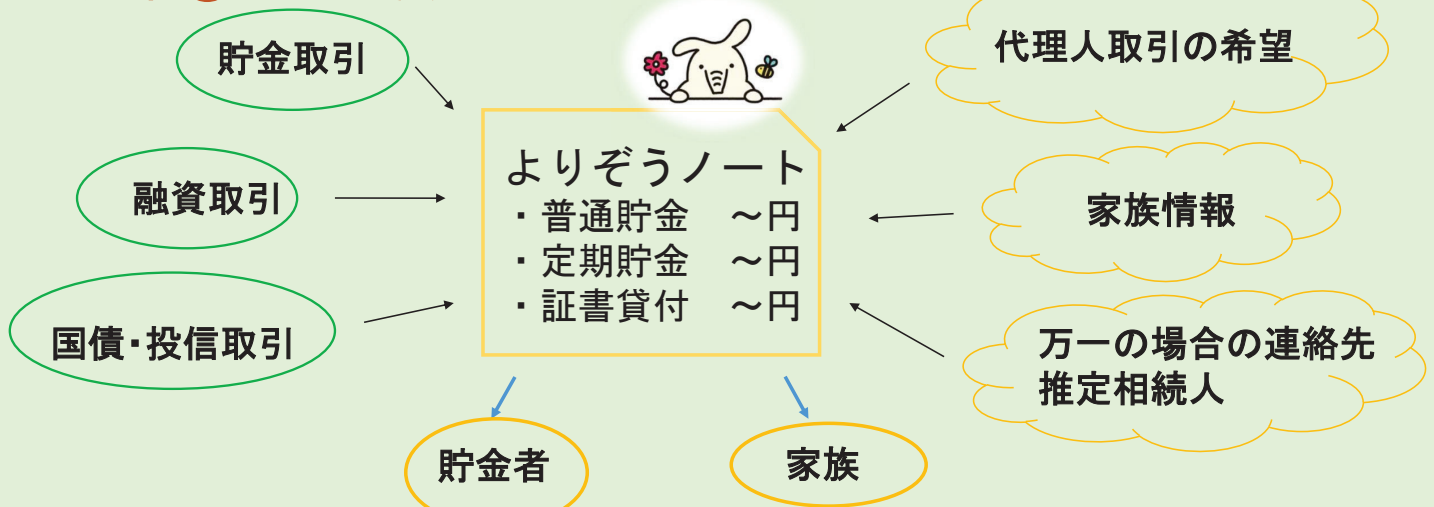 貯金取引
代理人取引の希望
融資取引
よりぞうノート
・普通貯金　～円
・定期貯金　～円
・証書貸付　～円
家族情報
国債・投信取引
万一の場合の連絡先
推定相続人
貯金者
家族